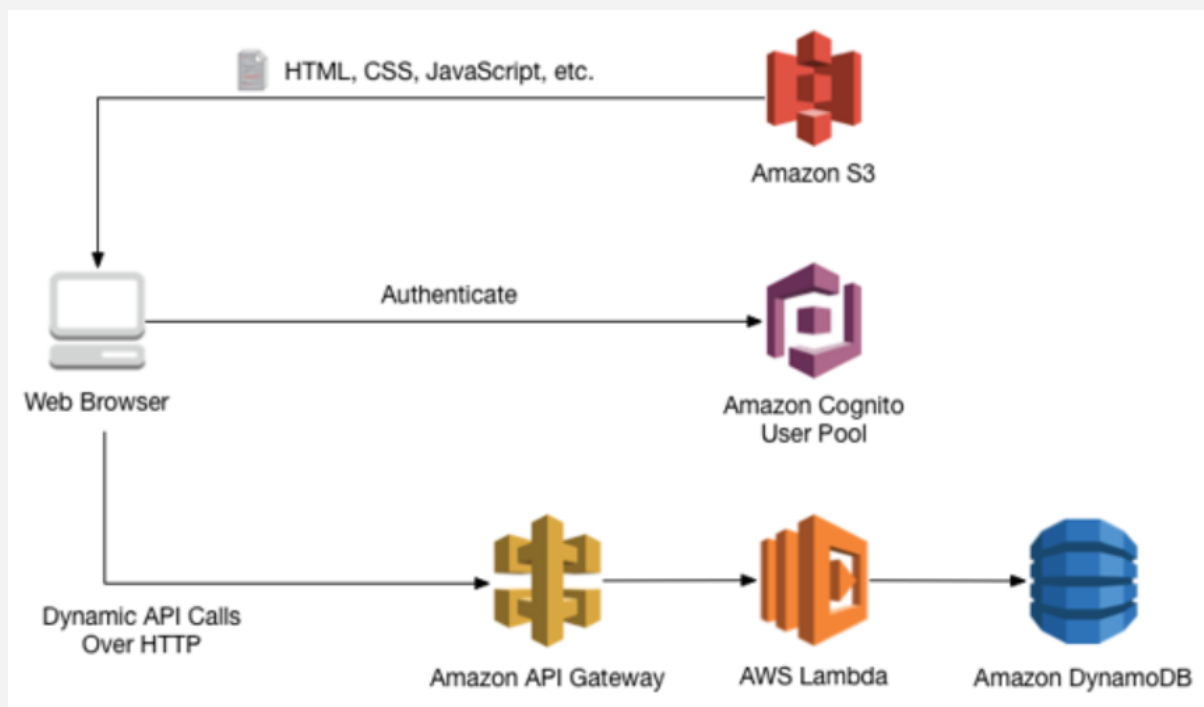 HTML, CSS, JavaScript, etc.
Amazon S3
Authenticate
Web Browser
Amazon Cognito
User Pool
Dynamic API Calls
Over HTTP
Amazon API Gateway
AWS Lambda
Amazon DynamoDB